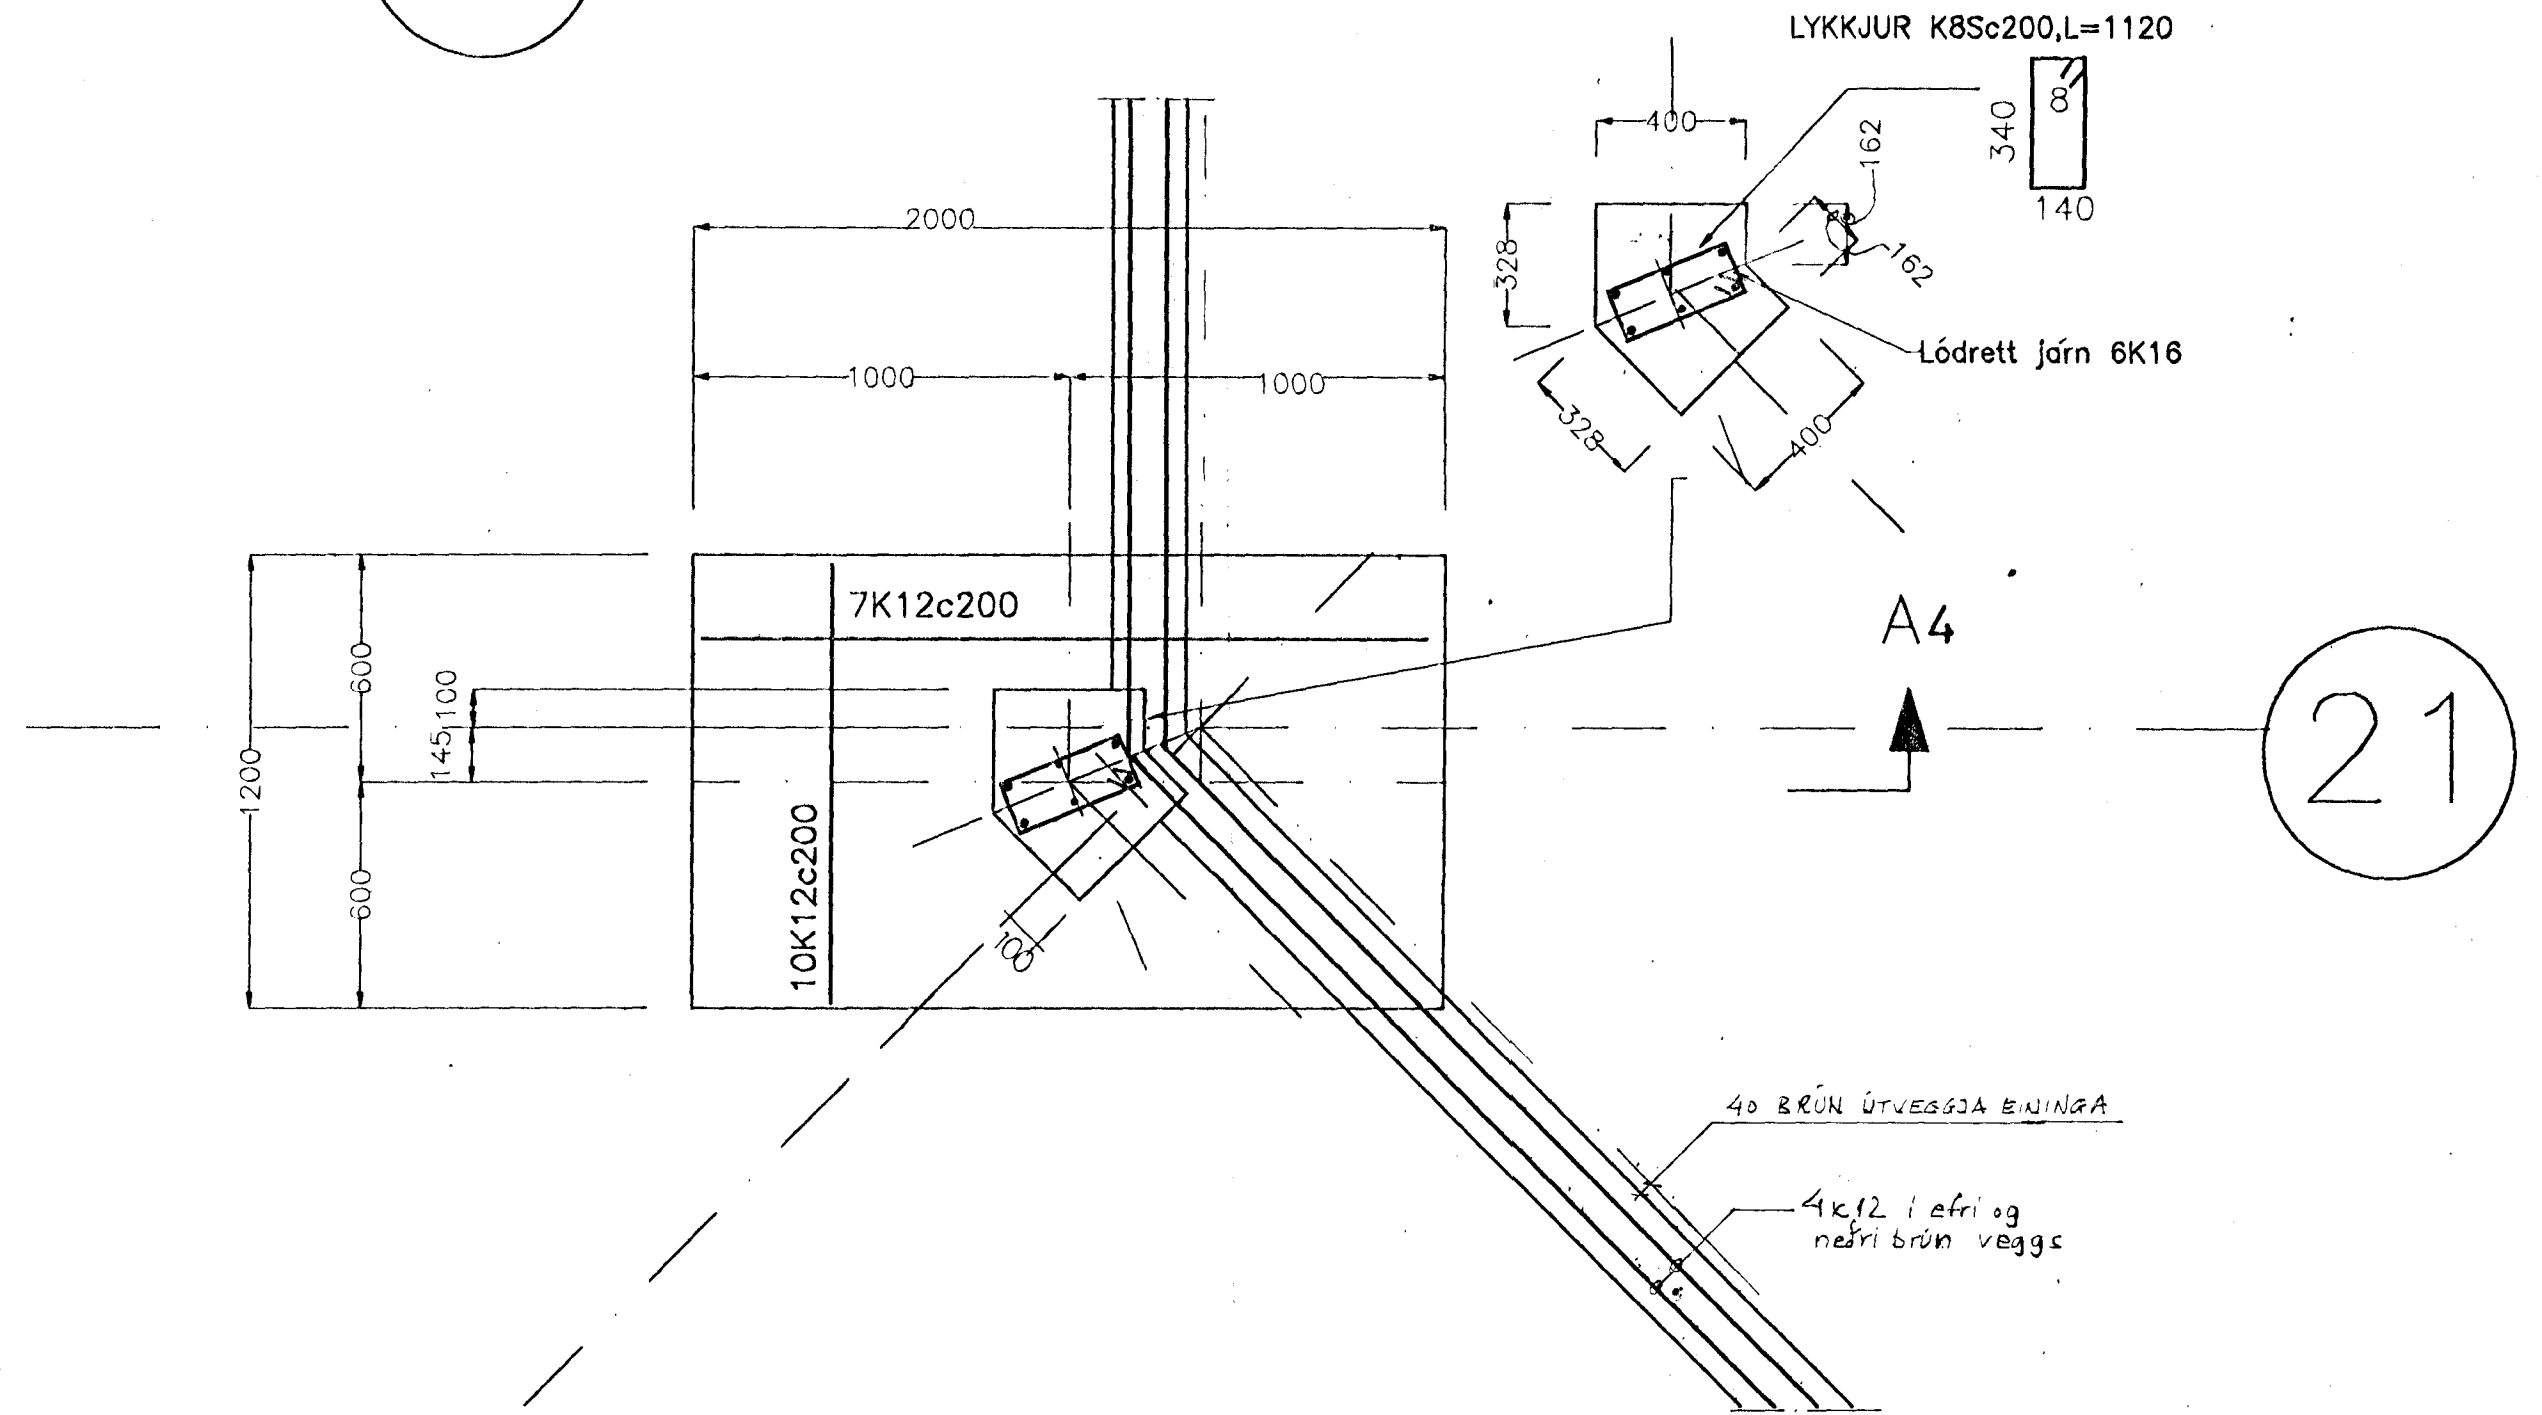 LYKKJUR K8Sc200,L=1120
400
162
340
8
140
2000
328
162
Lódrett járn 6K16
1000
1000
328
400
7K12c200
A4
600
100
145
21
1200
10K12c200
600
100
40 BRÚN ÚTVEGGJA EININGA
4K12 í efri og
neðri brún veggs